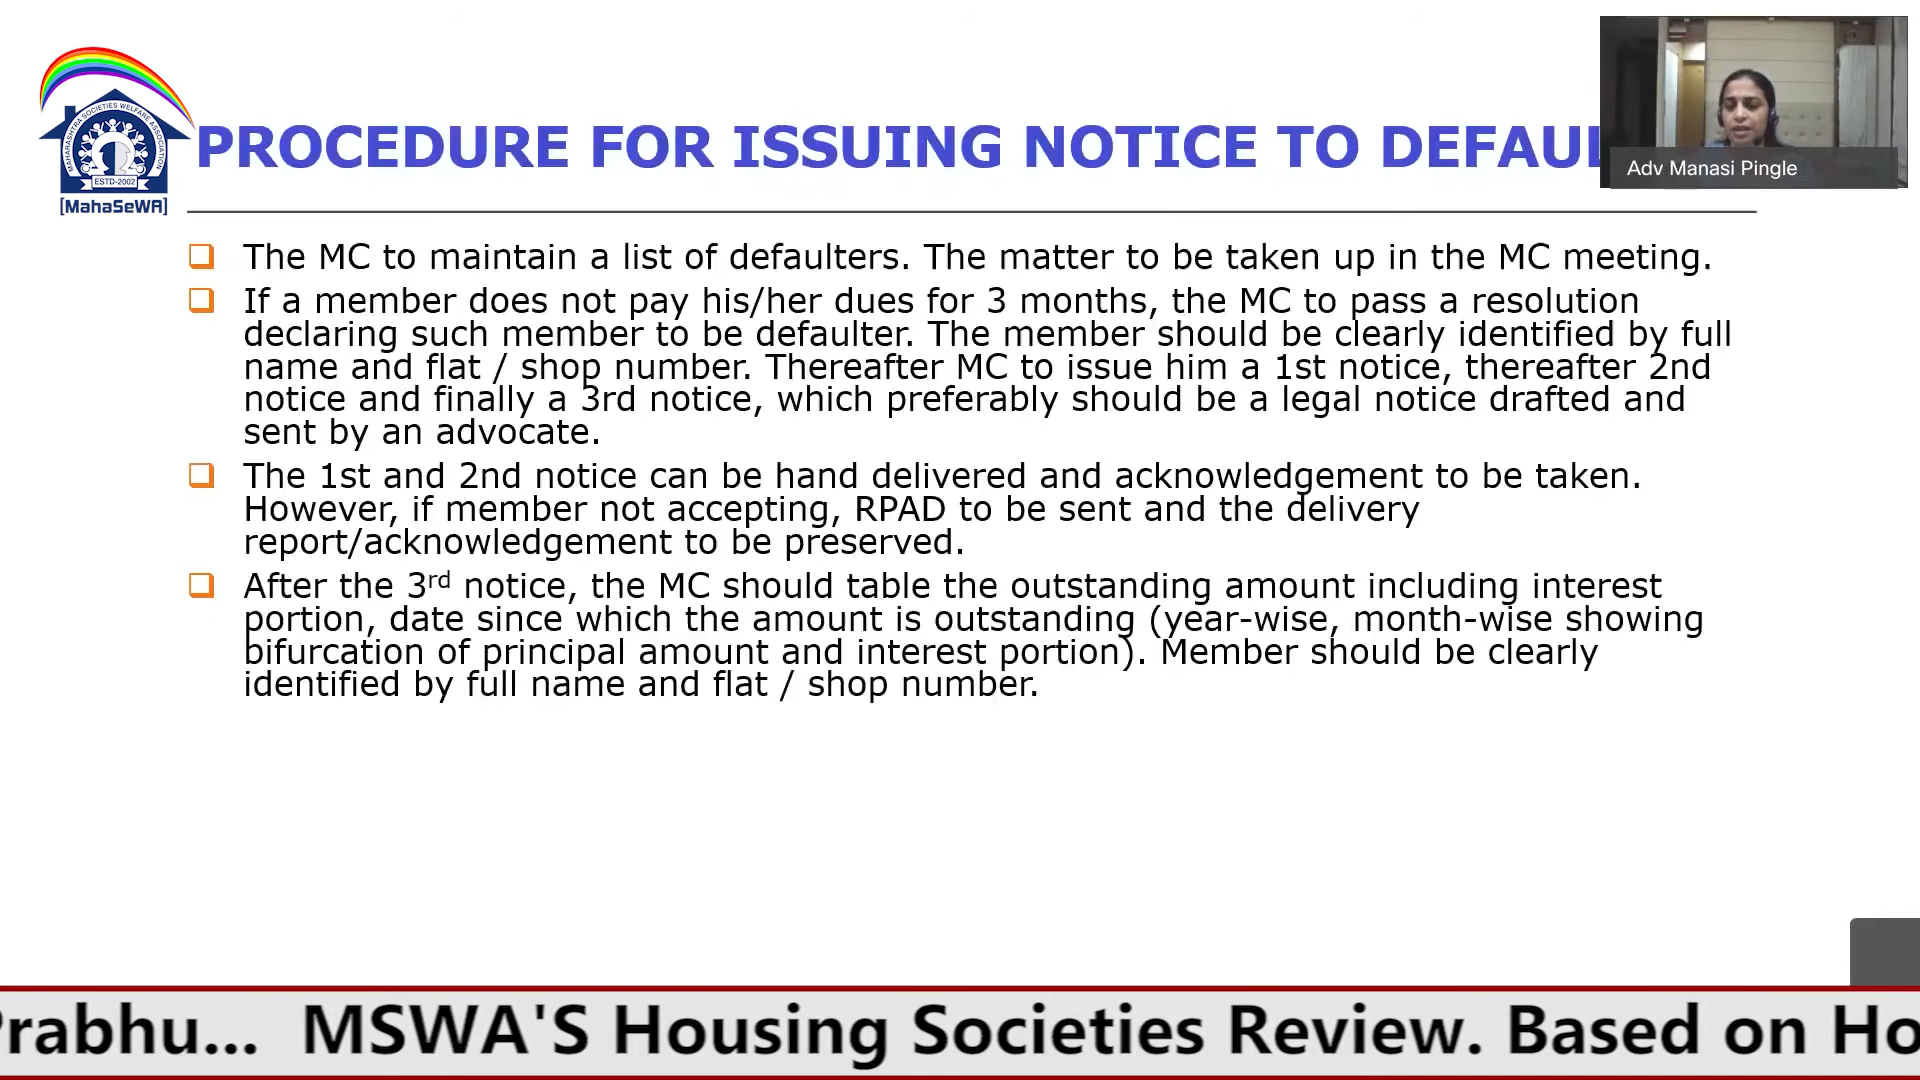 MAHARASHTRA SOCIETIES WELFARE ASSOCIATION
ESTD-2002
[MahaSeWA]
PROCEDURE FOR ISSUING NOTICE TO DEFAUL
Adv Manasi Pingle
The MC to maintain a list of defaulters. The matter to be taken up in the MC meeting.
If a member does not pay his/her dues for 3 months, the MC to pass a resolution
declaring such member to be defaulter. The member should be clearly identified by full
name and flat / shop number. Thereafter MC to issue him a 1st notice, thereafter 2nd
notice and finally a 3rd notice, which preferably should be a legal notice drafted and
sent by an advocate.
The 1st and 2nd notice can be hand delivered and acknowledgement to be taken.
However, if member not accepting, RPAD to be sent and the delivery
report/acknowledgement to be preserved.
After the 3rd notice, the MC should table the outstanding amount including interest
portion, date since which the amount is outstanding (year-wise, month-wise showing
bifurcation of principal amount and interest portion). Member should be clearly
identified by full name and flat / shop number.
Prabhu... MSWA'S Housing Societies Review. Based on Ho